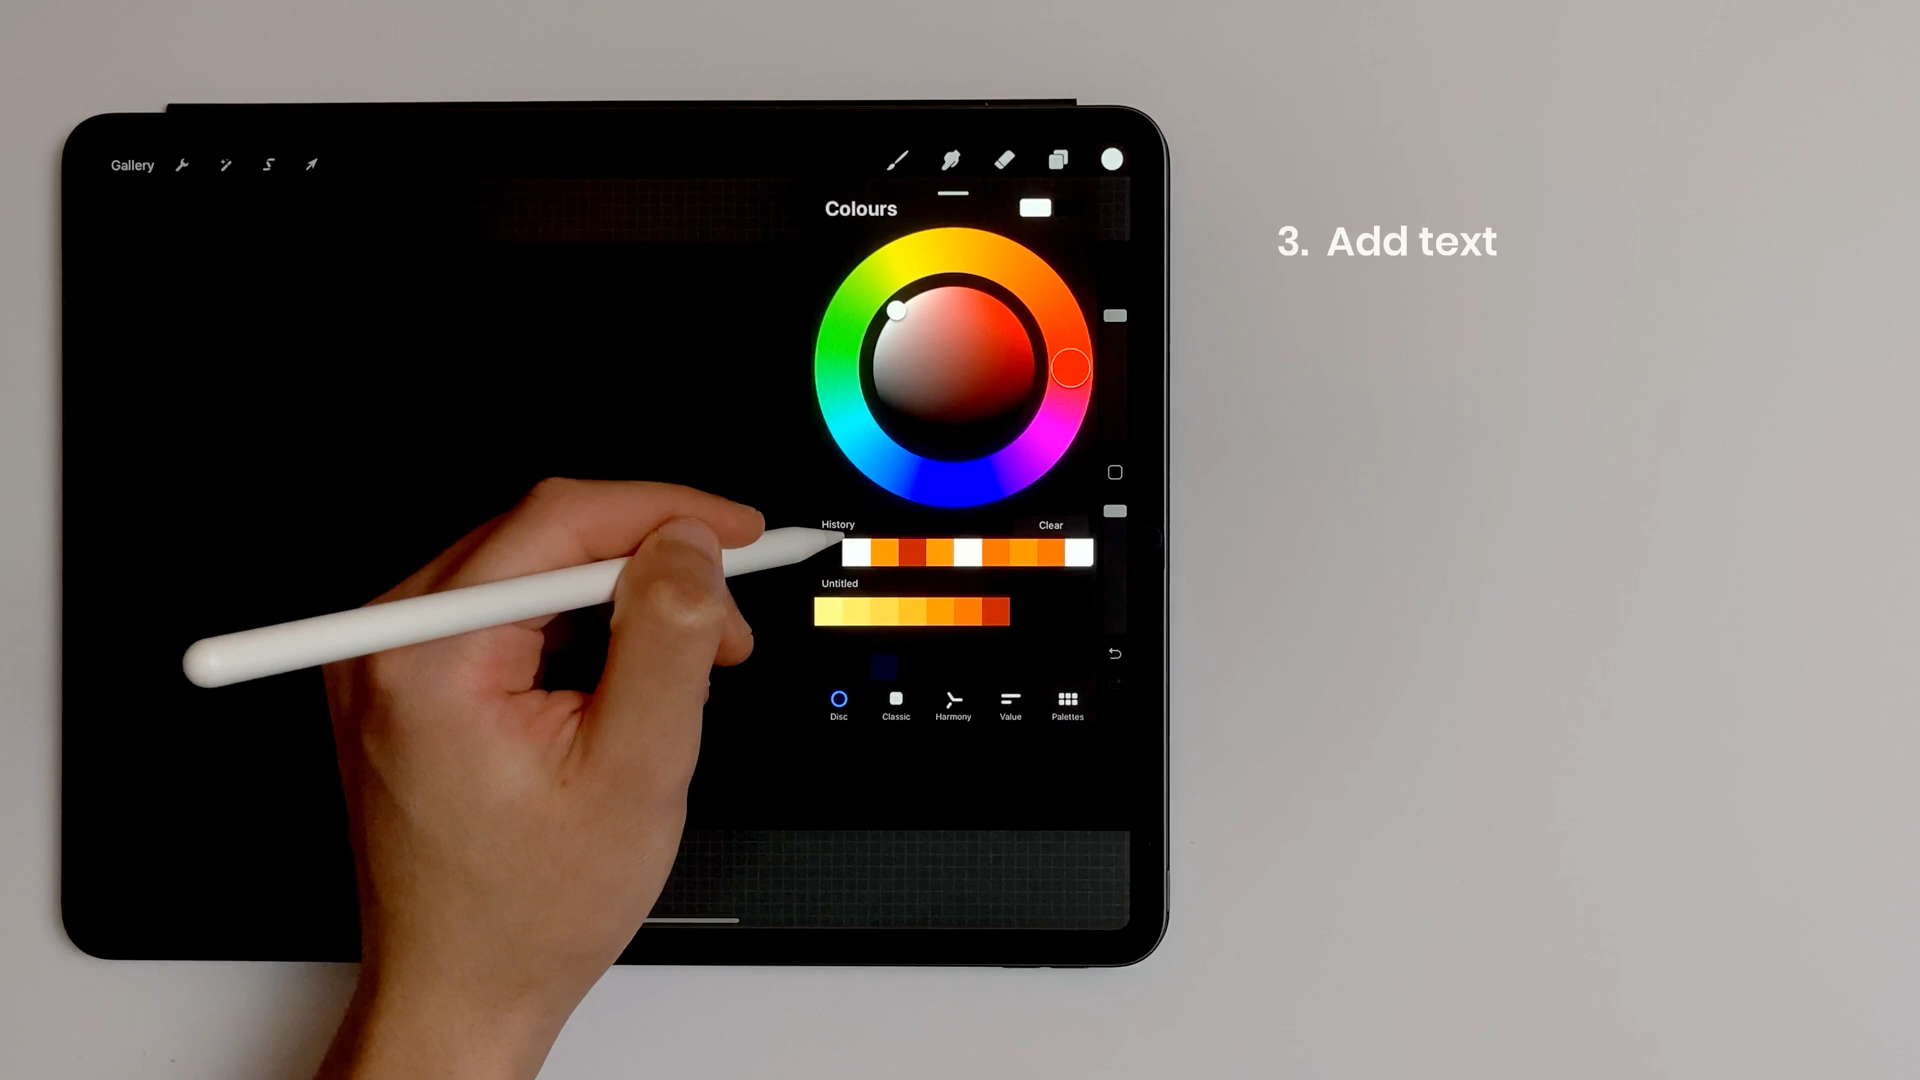 Gallery
Colours
3. Add text
History
Clear
Untitled
Disc
Classic
Harmony
Value
Palettes